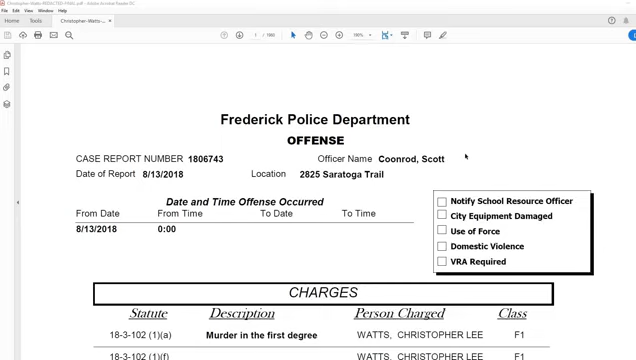 Christopher-Watts-REDACTED-FINAL.pdf - Adobe Acrobat Reader DC
File Edit View Window Help
Home Tools Christopher-Watts-... ×
1 / 1960 190%
Frederick Police Department
OFFENSE
CASE REPORT NUMBER 1806743 Officer Name Coonrod, Scott
Date of Report 8/13/2018 Location 2825 Saratoga Trail
Date and Time Offense Occurred
From Date From Time To Date To Time
8/13/2018 0:00
Notify School Resource Officer
City Equipment Damaged
Use of Force
Domestic Violence
VRA Required
CHARGES
Statute Description Person Charged Class
18-3-102 (1)(a) Murder in the first degree WATTS, CHRISTOPHER LEE F1
18-3-102 (1)(f) WATTS, CHRISTOPHER LEE F1